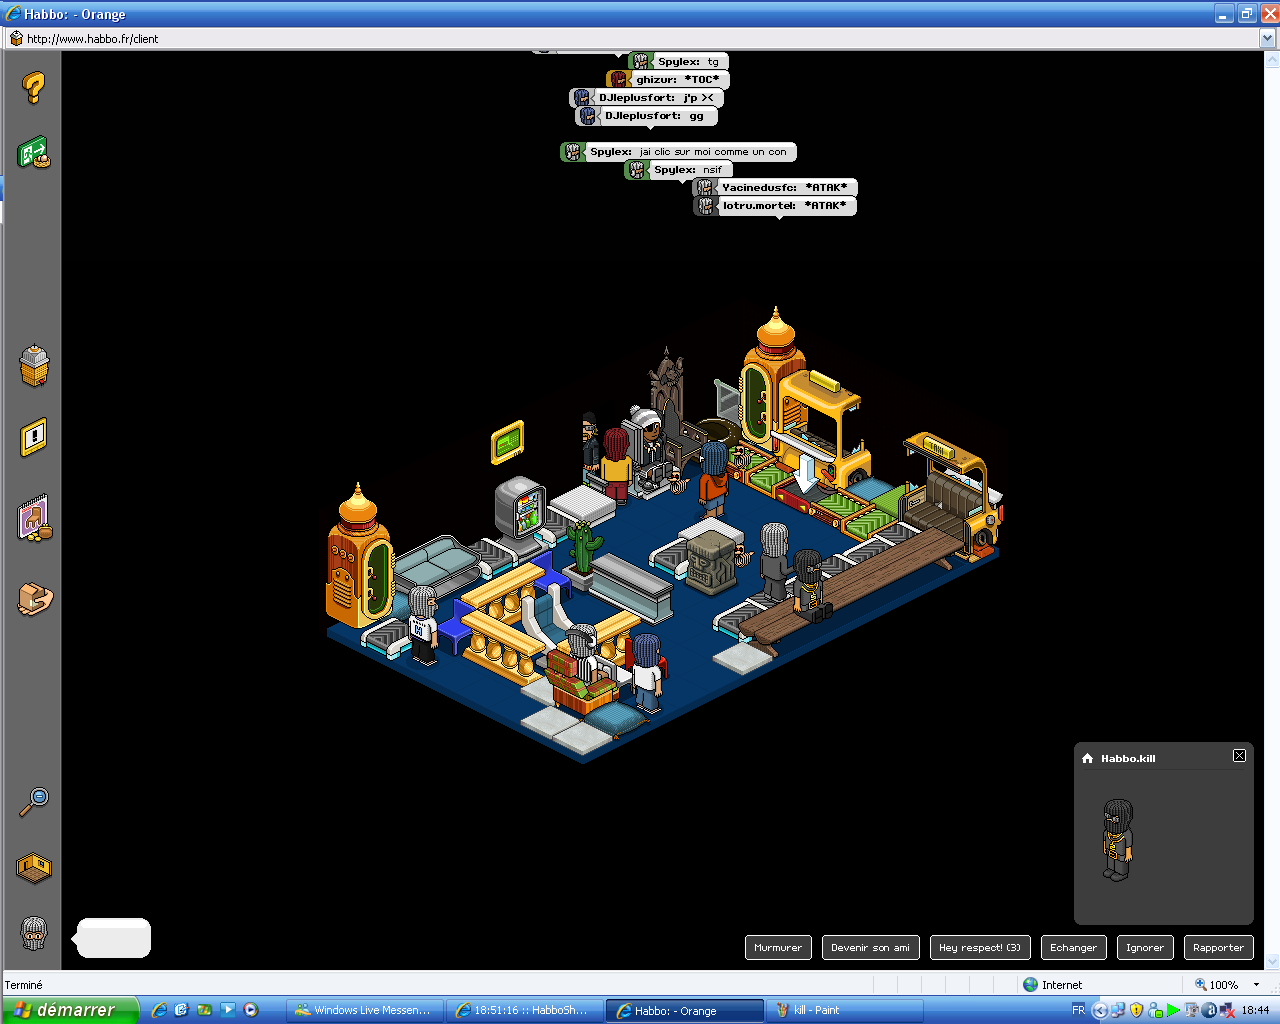 Habbo: - Orange
http://www.habbo.fr/client
Spylex: tg
ghizur: *TOC*
DJleplusfort: j'p ><
DJleplusfort: gg
Spylex: jai clic sur moi comme un con
Spylex: nsif
Yacinedusfc: *ATAK*
lotru.mortel: *ATAK*
TAXI
Habbo.kill
Murmurer
Devenir son ami
Hey respect! (3)
Echanger
Ignorer
Rapporter
Terminé
Internet
100%
démarrer
Windows Live Messen...
18:51:16 :: HabboSh...
Habbo: - Orange
kill - Paint
FR
18:44